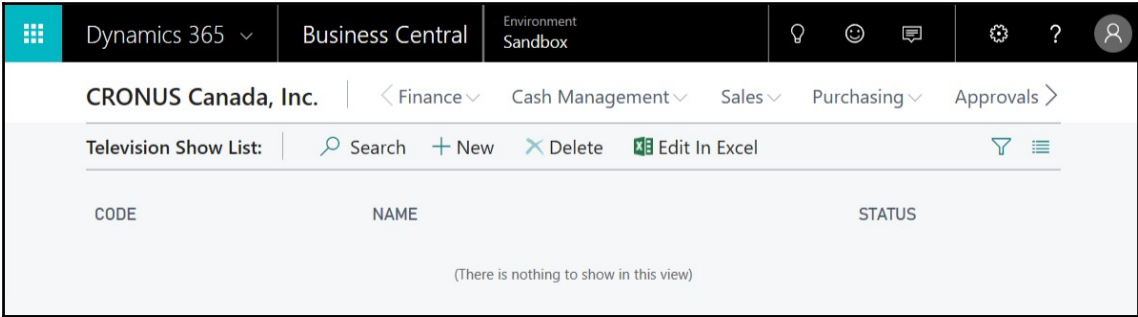 Dynamics 365 Business Central Environment Sandbox ?
CRONUS Canada, Inc. Finance Cash Management Sales Purchasing Approvals
Television Show List: Search New Delete Edit In Excel
CODE NAME STATUS
(There is nothing to show in this view)